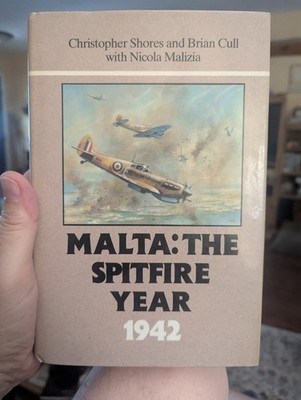 Christopher Shores and Brian Cull
with Nicola Malizia
MALTA: THE
SPITFIRE
YEAR
1942